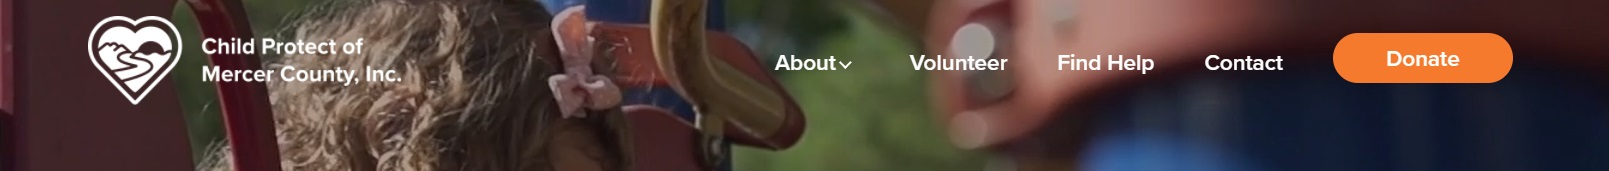 Child Protect of
Mercer County, Inc.
About
Volunteer
Find Help
Contact
Donate